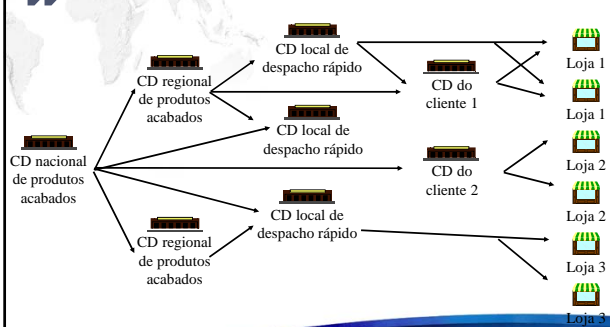 CD local de
despacho rápido
CD regional
de produtos
acabados
CD do
cliente 1
Loja 1
Loja 1
CD local de
despacho rápido
CD nacional
de produtos
acabados
CD do
cliente 2
Loja 2
Loja 2
CD local de
despacho rápido
CD regional
de produtos
acabados
Loja 3
Loja 3